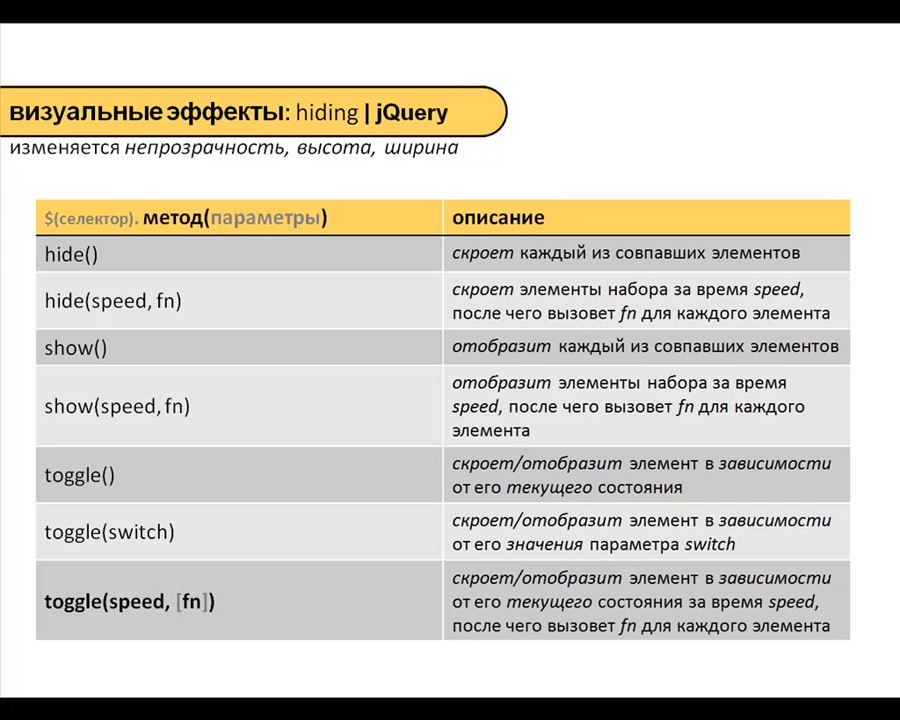 визуальные эффекты: hiding | jQuery
изменяется непрозрачность, высота, ширина
$(селектор). метод(параметры)
описание
hide()
скроет каждый из совпавших элементов
hide(speed, fn)
скроет элементы набора за время speed,
после чего вызовет fn для каждого элемента
show()
отобразит каждый из совпавших элементов
show(speed, fn)
отобразит элементы набора за время
speed, после чего вызовет fn для каждого
элемента
toggle()
скроет/отобразит элемент в зависимости
от его текущего состояния
toggle(switch)
скроет/отобразит элемент в зависимости
от его значения параметра switch
toggle(speed, [fn])
скроет/отобразит элемент в зависимости
от его текущего состояния за время speed,
после чего вызовет fn для каждого элемента